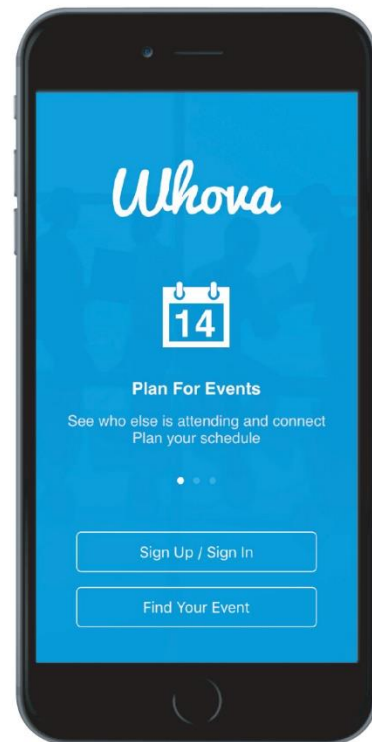 Whova
14
Plan For Events
See who else is attending and connect
Plan your schedule
Sign Up / Sign In
Find Your Event